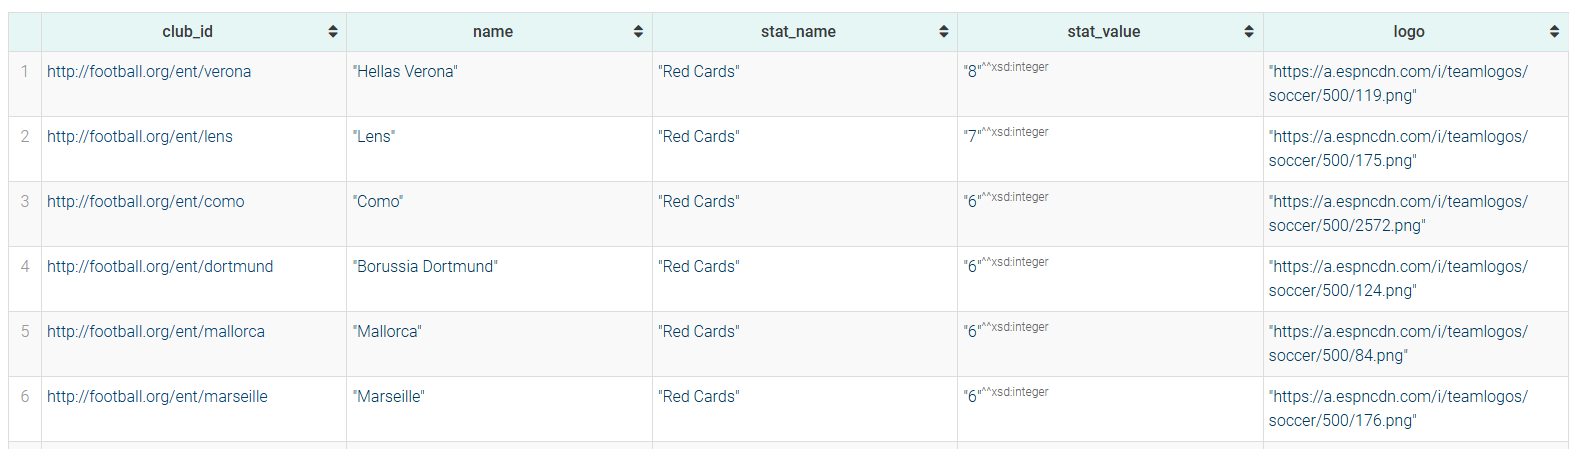 club_id name stat_name stat_value logo
1 http://football.org/ent/verona "Hellas Verona" "Red Cards" "8"^^xsd:integer "https://a.espncdn.com/i/teamlogos/
soccer/500/119.png"
2 http://football.org/ent/lens "Lens" "Red Cards" "7"^^xsd:integer "https://a.espncdn.com/i/teamlogos/
soccer/500/175.png"
3 http://football.org/ent/como "Como" "Red Cards" "6"^^xsd:integer "https://a.espncdn.com/i/teamlogos/
soccer/500/2572.png"
4 http://football.org/ent/dortmund "Borussia Dortmund" "Red Cards" "6"^^xsd:integer "https://a.espncdn.com/i/teamlogos/
soccer/500/124.png"
5 http://football.org/ent/mallorca "Mallorca" "Red Cards" "6"^^xsd:integer "https://a.espncdn.com/i/teamlogos/
soccer/500/84.png"
6 http://football.org/ent/marseille "Marseille" "Red Cards" "6"^^xsd:integer "https://a.espncdn.com/i/teamlogos/
soccer/500/176.png"